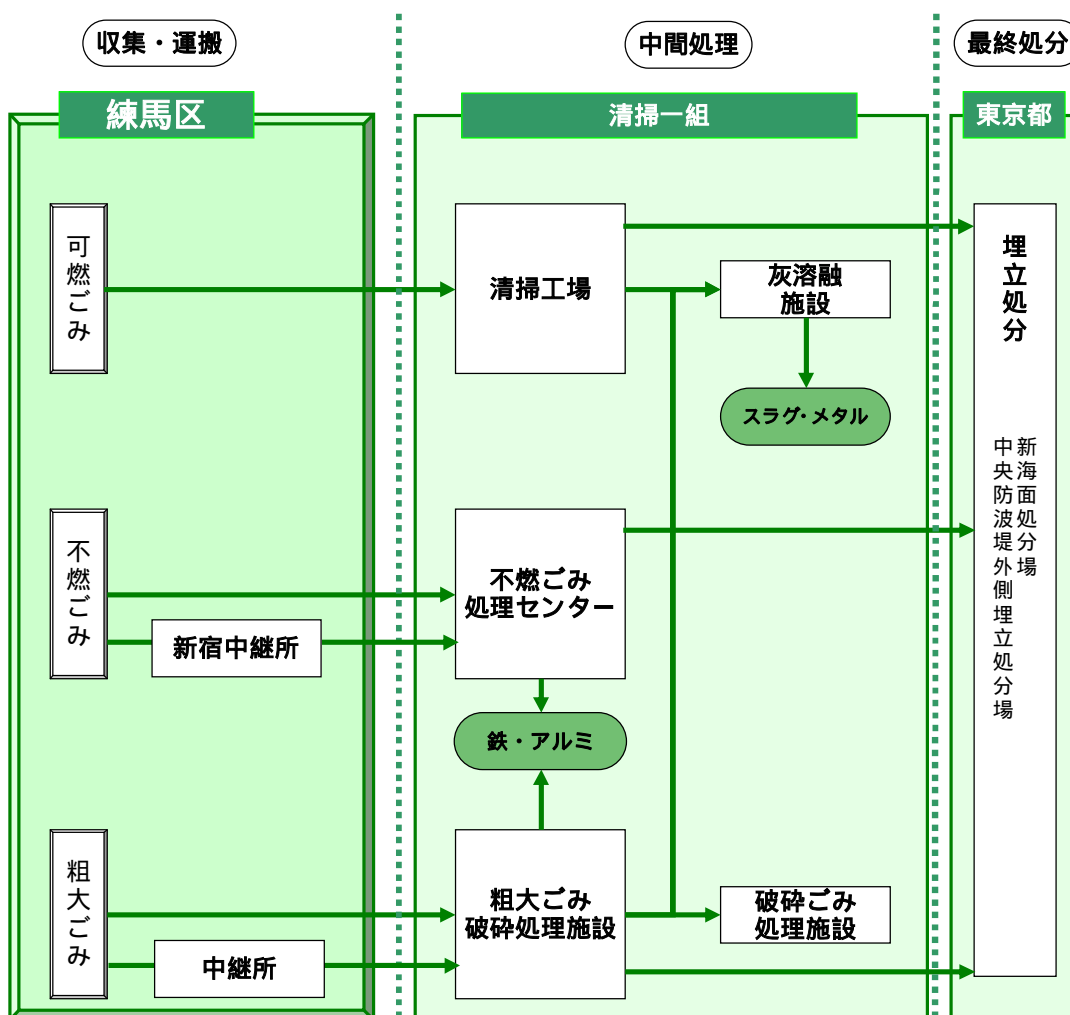 収集・運搬
中間処理
最終処分
練馬区
清掃一組
東京都
可燃ごみ
清掃工場
灰溶融
施設
スラグ・メタル
埋立処分
新海面処分場
中央防波堤外側埋立処分場
不燃ごみ
新宿中継所
不燃ごみ
処理センター
鉄・アルミ
粗大ごみ
中継所
粗大ごみ
破砕処理施設
破砕ごみ
処理施設